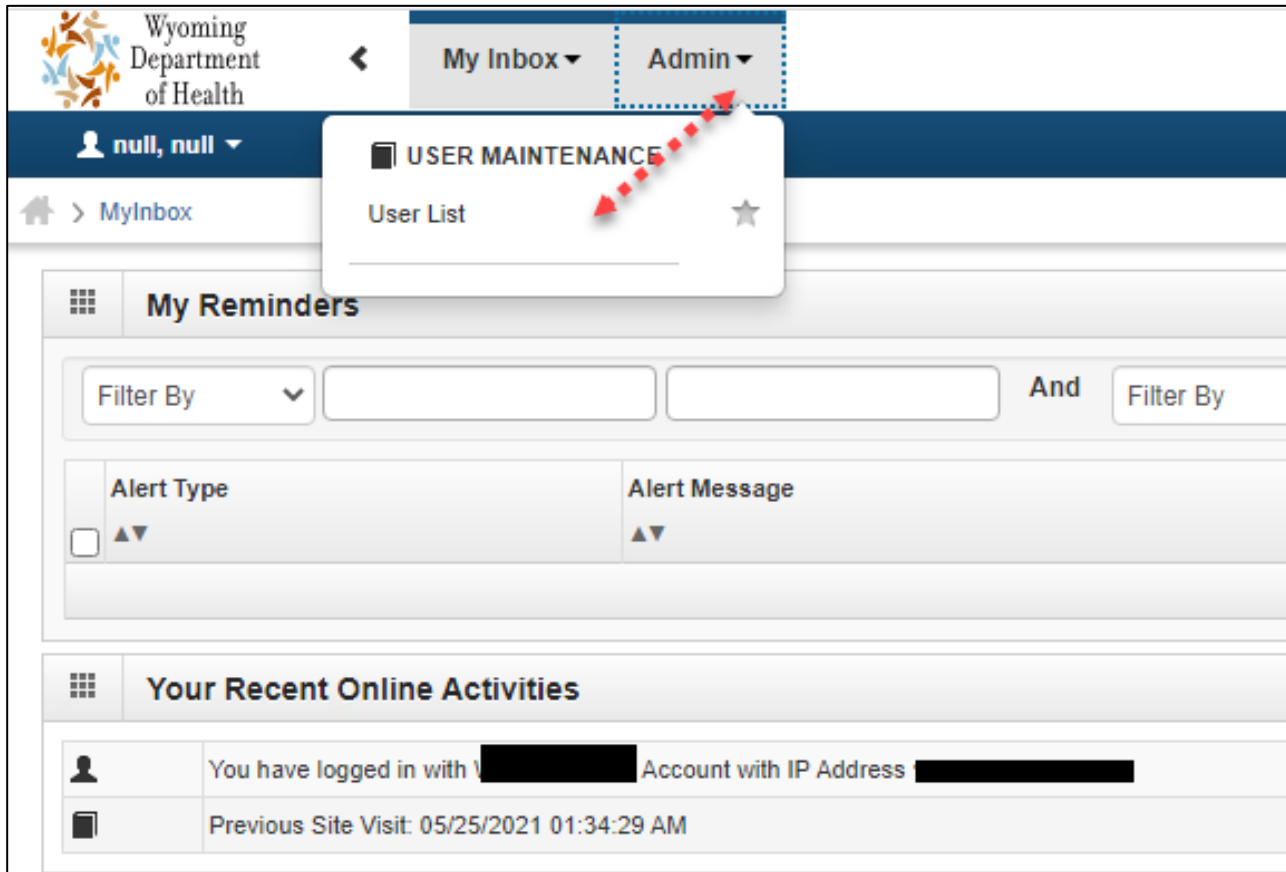 Wyoming
Department
of Health
My Inbox
Admin
null, null
USER MAINTENANCE
MyInbox
User List
My Reminders
Filter By
And
Filter By
Alert Type
Alert Message
Your Recent Online Activities
You have logged in with Account with IP Address
Previous Site Visit: 05/25/2021 01:34:29 AM